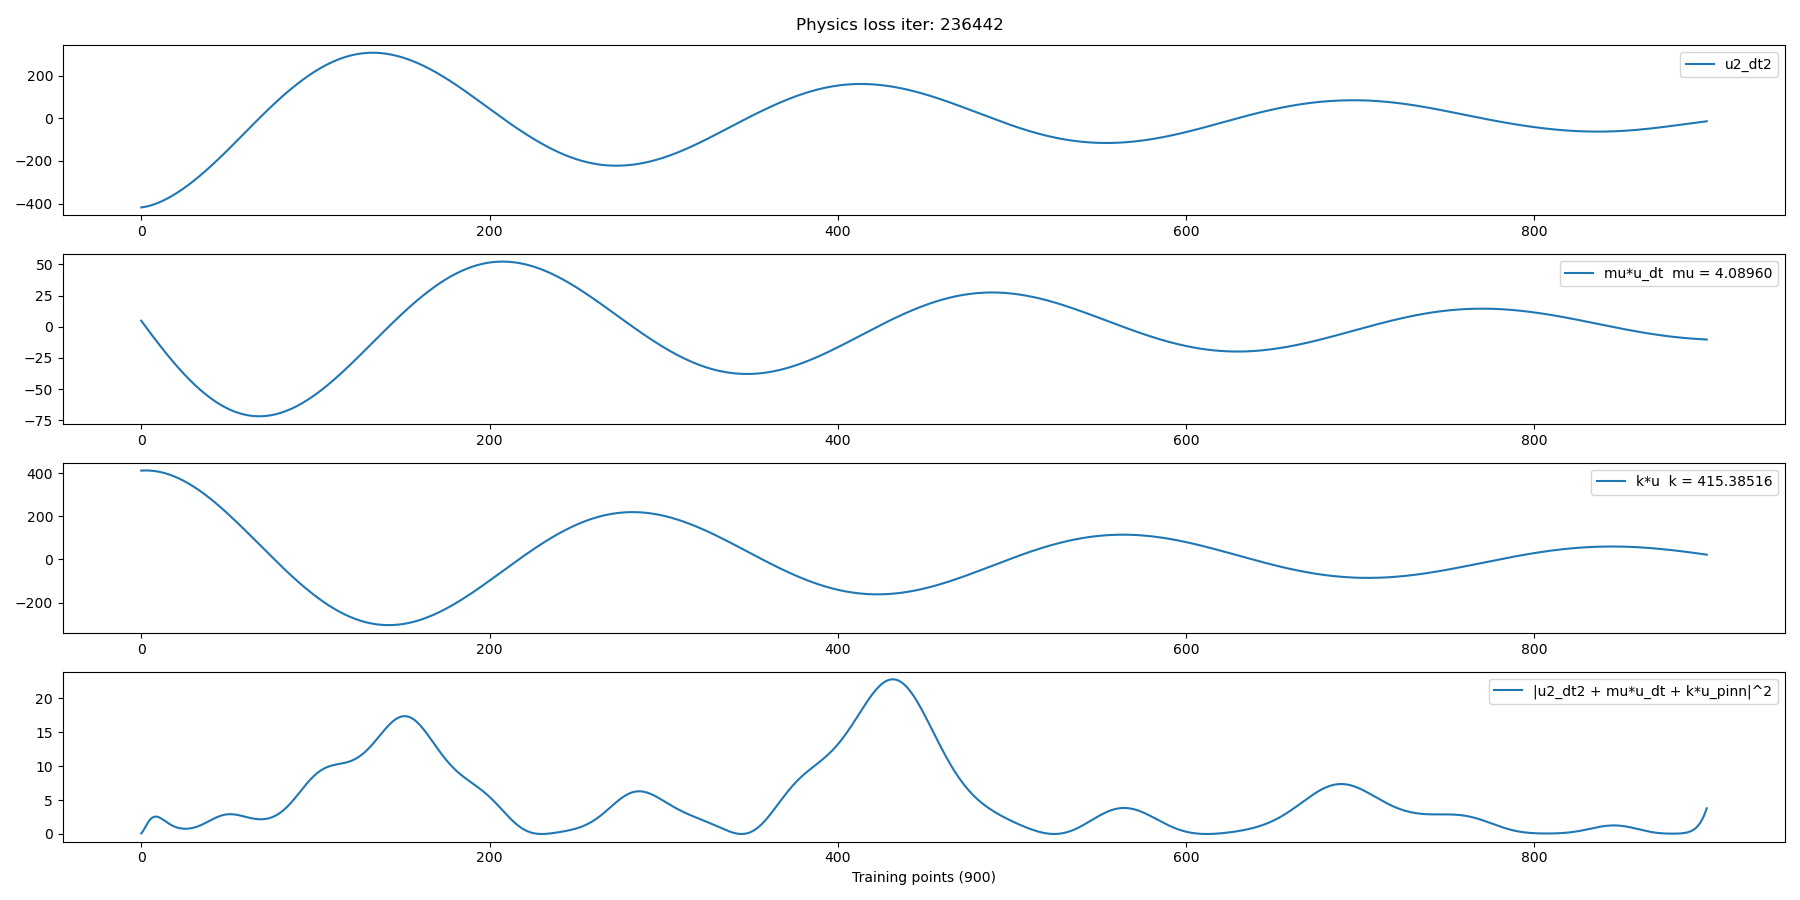 Physics loss iter: 236442
u2_dt2
200
0
−200
−400
0 200 400 600 800
mu*u_dt mu = 4.08960
50
25
0
−25
−50
−75
0 200 400 600 800
k*u k = 415.38516
400
200
0
−200
0 200 400 600 800
|u2_dt2 + mu*u_dt + k*u_pinn|^2
20
15
10
5
0
0 200 400 600 800
Training points (900)